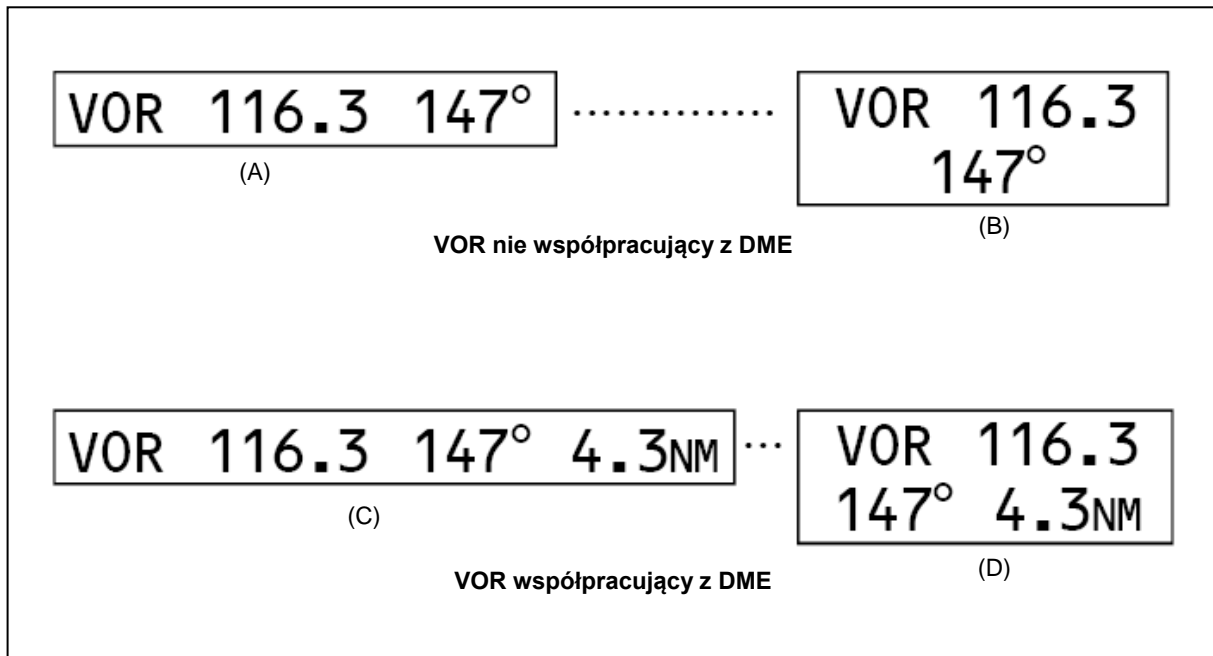 VOR 116.3 147°
(A)
VOR 116.3
147°
(B)
VOR nie współpracujący z DME
VOR 116.3 147° 4.3NM
(C)
VOR 116.3
147° 4.3NM
(D)
VOR współpracujący z DME